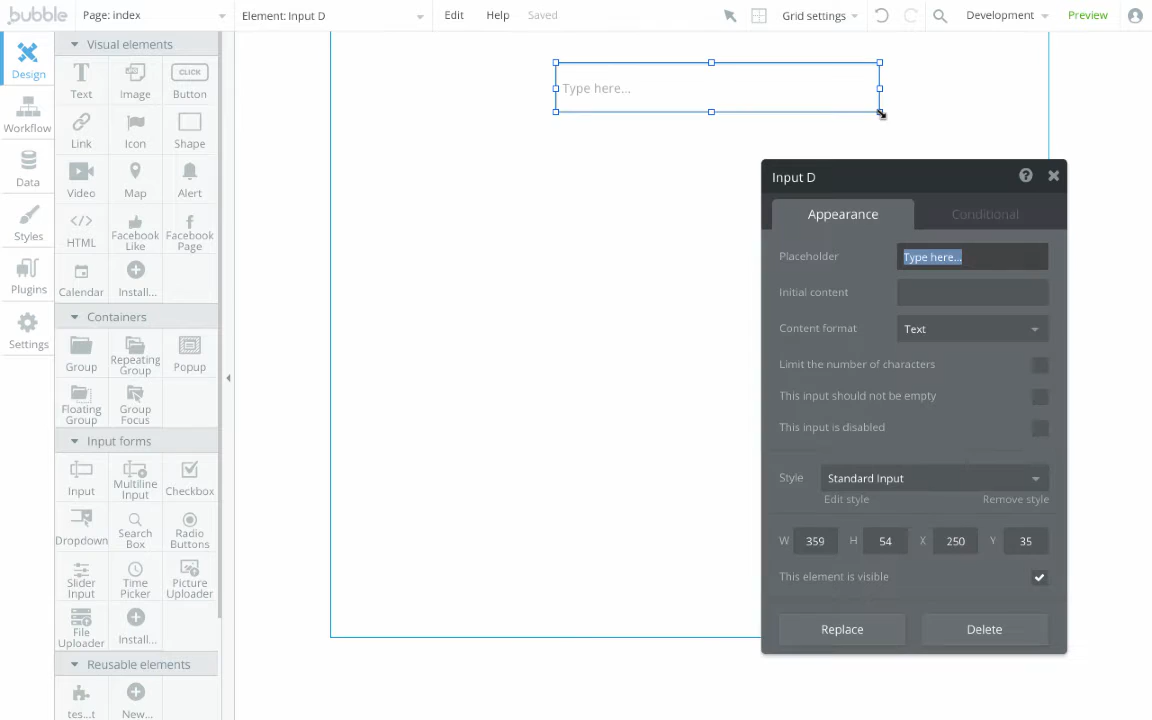 bubble Page: index Element: Input D Edit Help Saved Grid settings Development Preview
Design
Workflow
Data
Styles
Plugins
Settings
Visual elements
Text Image Button
CLICK
Link Icon Shape
Video Map Alert
HTML Facebook Like Facebook Page
Calendar Install...
Containers
Group Repeating Group Popup
Floating Group Group Focus
Input forms
Input Multiline Input Checkbox
Dropdown Search Box Radio Buttons
Slider Input Time Picker Picture Uploader
File Uploader Install...
Reusable elements
tes...t New...
Type here...
Input D
Appearance Conditional
Placeholder Type here...
Initial content
Content format Text
Limit the number of characters
This input should not be empty
This input is disabled
Style Standard Input
Edit style Remove style
W 359 H 54 X 250 Y 35
This element is visible
Replace Delete